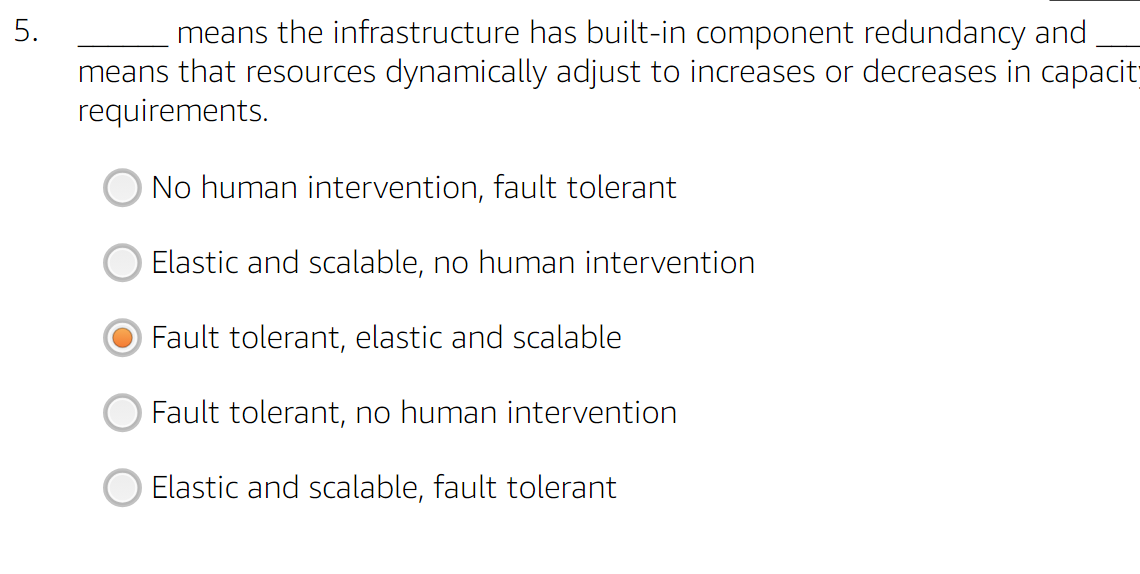 5. ______ means the infrastructure has built-in component redundancy and ___
means that resources dynamically adjust to increases or decreases in capacit
requirements.
No human intervention, fault tolerant
Elastic and scalable, no human intervention
Fault tolerant, elastic and scalable
Fault tolerant, no human intervention
Elastic and scalable, fault tolerant